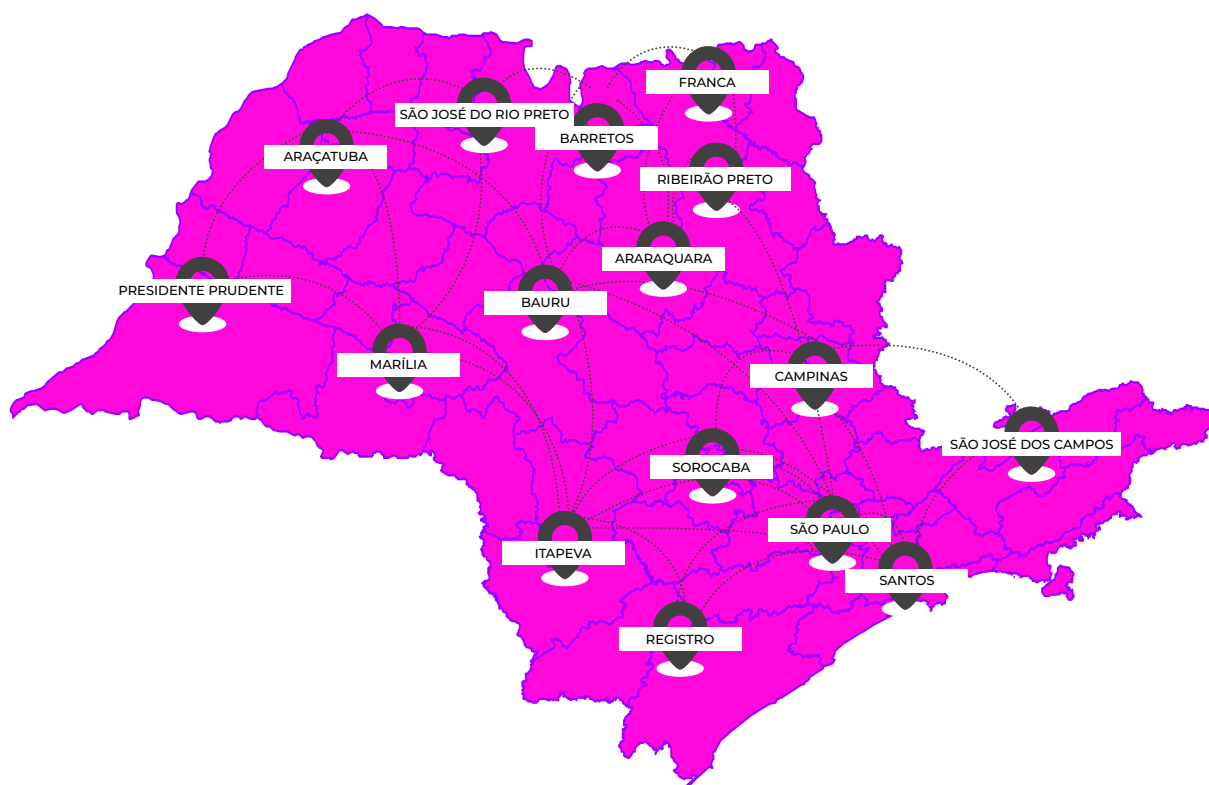 FRANCA
SÃO JOSÉ DO RIO PRETO
BARRETOS
ARAÇATUBA
RIBEIRÃO PRETO
ARARAQUARA
PRESIDENTE PRUDENTE
BAURU
MARÍLIA
CAMPINAS
SÃO JOSÉ DOS CAMPOS
SOROCABA
SÃO PAULO
ITAPEVA
SANTOS
REGISTRO